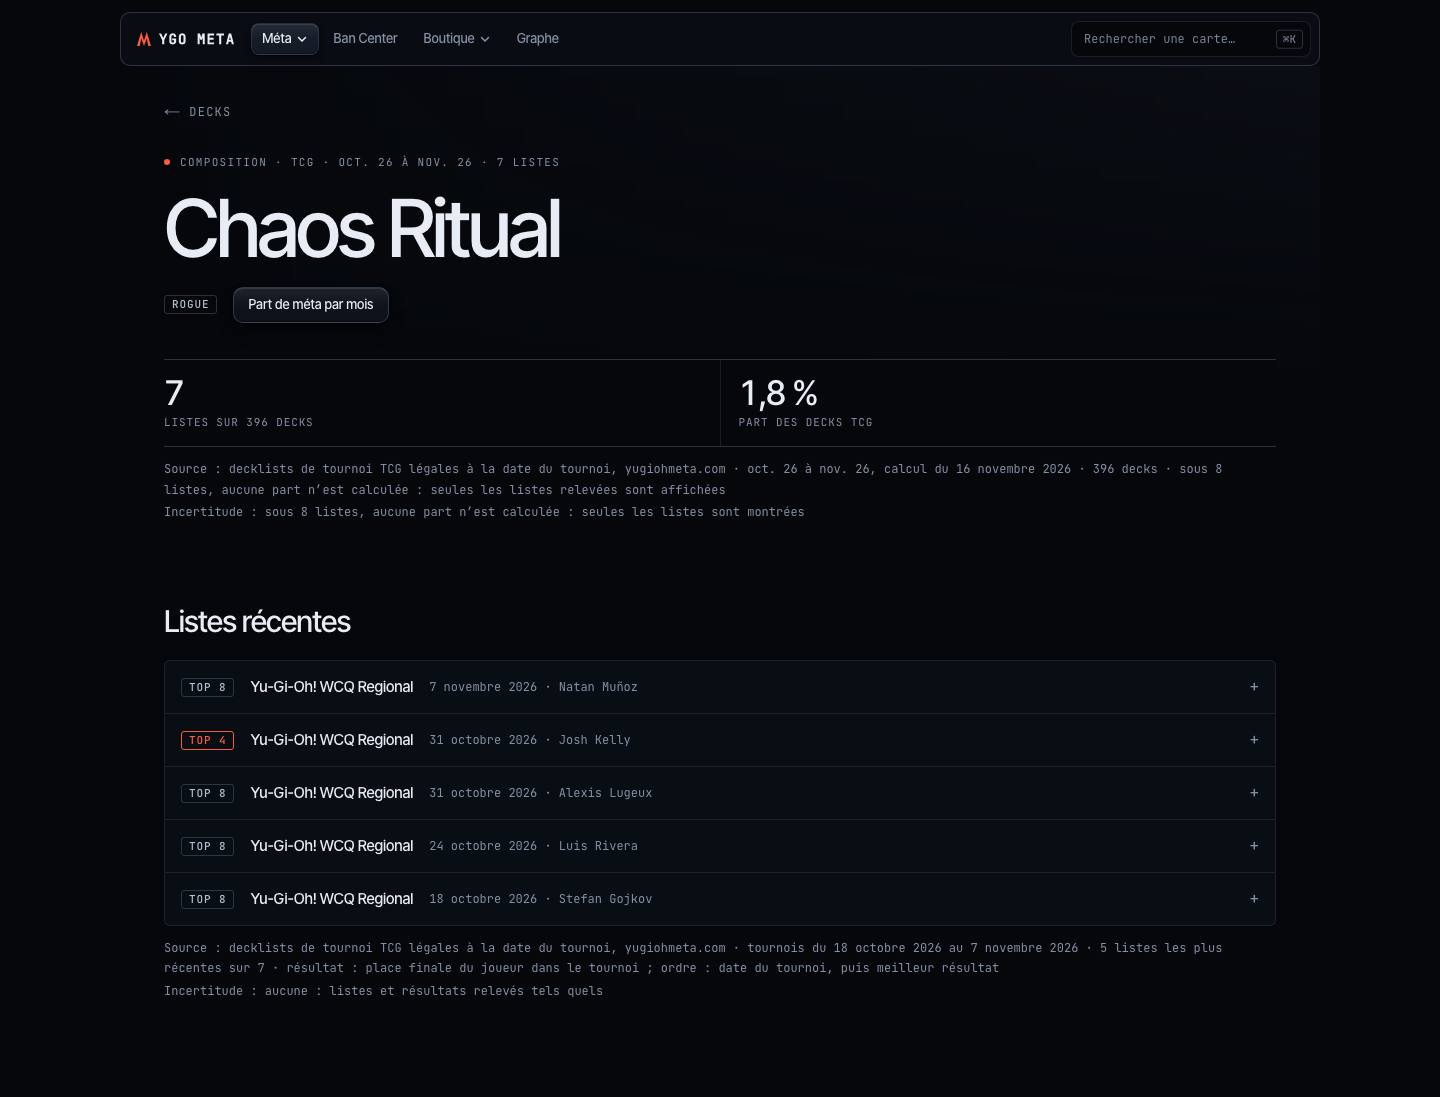 YGO META Méta Ban Center Boutique Graphe Rechercher une carte… ⌘K
← DECKS
COMPOSITION · TCG · OCT. 26 À NOV. 26 · 7 LISTES
Chaos Ritual
ROGUE Part de méta par mois
7 1,8 %
LISTES SUR 396 DECKS PART DES DECKS TCG
Source : decklists de tournoi TCG légales à la date du tournoi, yugiohmeta.com · oct. 26 à nov. 26, calcul du 16 novembre 2026 · 396 decks · sous 8
listes, aucune part n’est calculée : seules les listes relevées sont affichées
Incertitude : sous 8 listes, aucune part n’est calculée : seules les listes sont montrées
Listes récentes
TOP 8 Yu-Gi-Oh! WCQ Regional 7 novembre 2026 · Natan Muñoz +
TOP 4 Yu-Gi-Oh! WCQ Regional 31 octobre 2026 · Josh Kelly +
TOP 8 Yu-Gi-Oh! WCQ Regional 31 octobre 2026 · Alexis Lugeux +
TOP 8 Yu-Gi-Oh! WCQ Regional 24 octobre 2026 · Luis Rivera +
TOP 8 Yu-Gi-Oh! WCQ Regional 18 octobre 2026 · Stefan Gojkov +
Source : decklists de tournoi TCG légales à la date du tournoi, yugiohmeta.com · tournois du 18 octobre 2026 au 7 novembre 2026 · 5 listes les plus
récentes sur 7 · résultat : place finale du joueur dans le tournoi ; ordre : date du tournoi, puis meilleur résultat
Incertitude : aucune : listes et résultats relevés tels quels